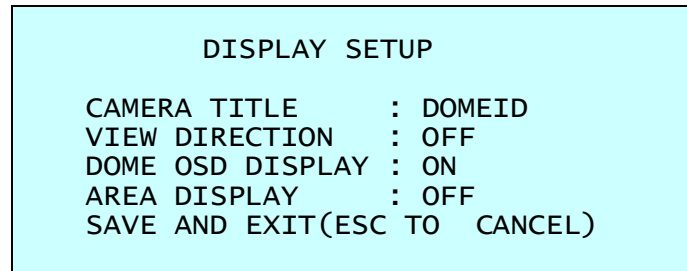 DISPLAY SETUP
CAMERA TITLE : DOMEID
VIEW DIRECTION : OFF
DOME OSD DISPLAY : ON
AREA DISPLAY : OFF
SAVE AND EXIT(ESC TO CANCEL)